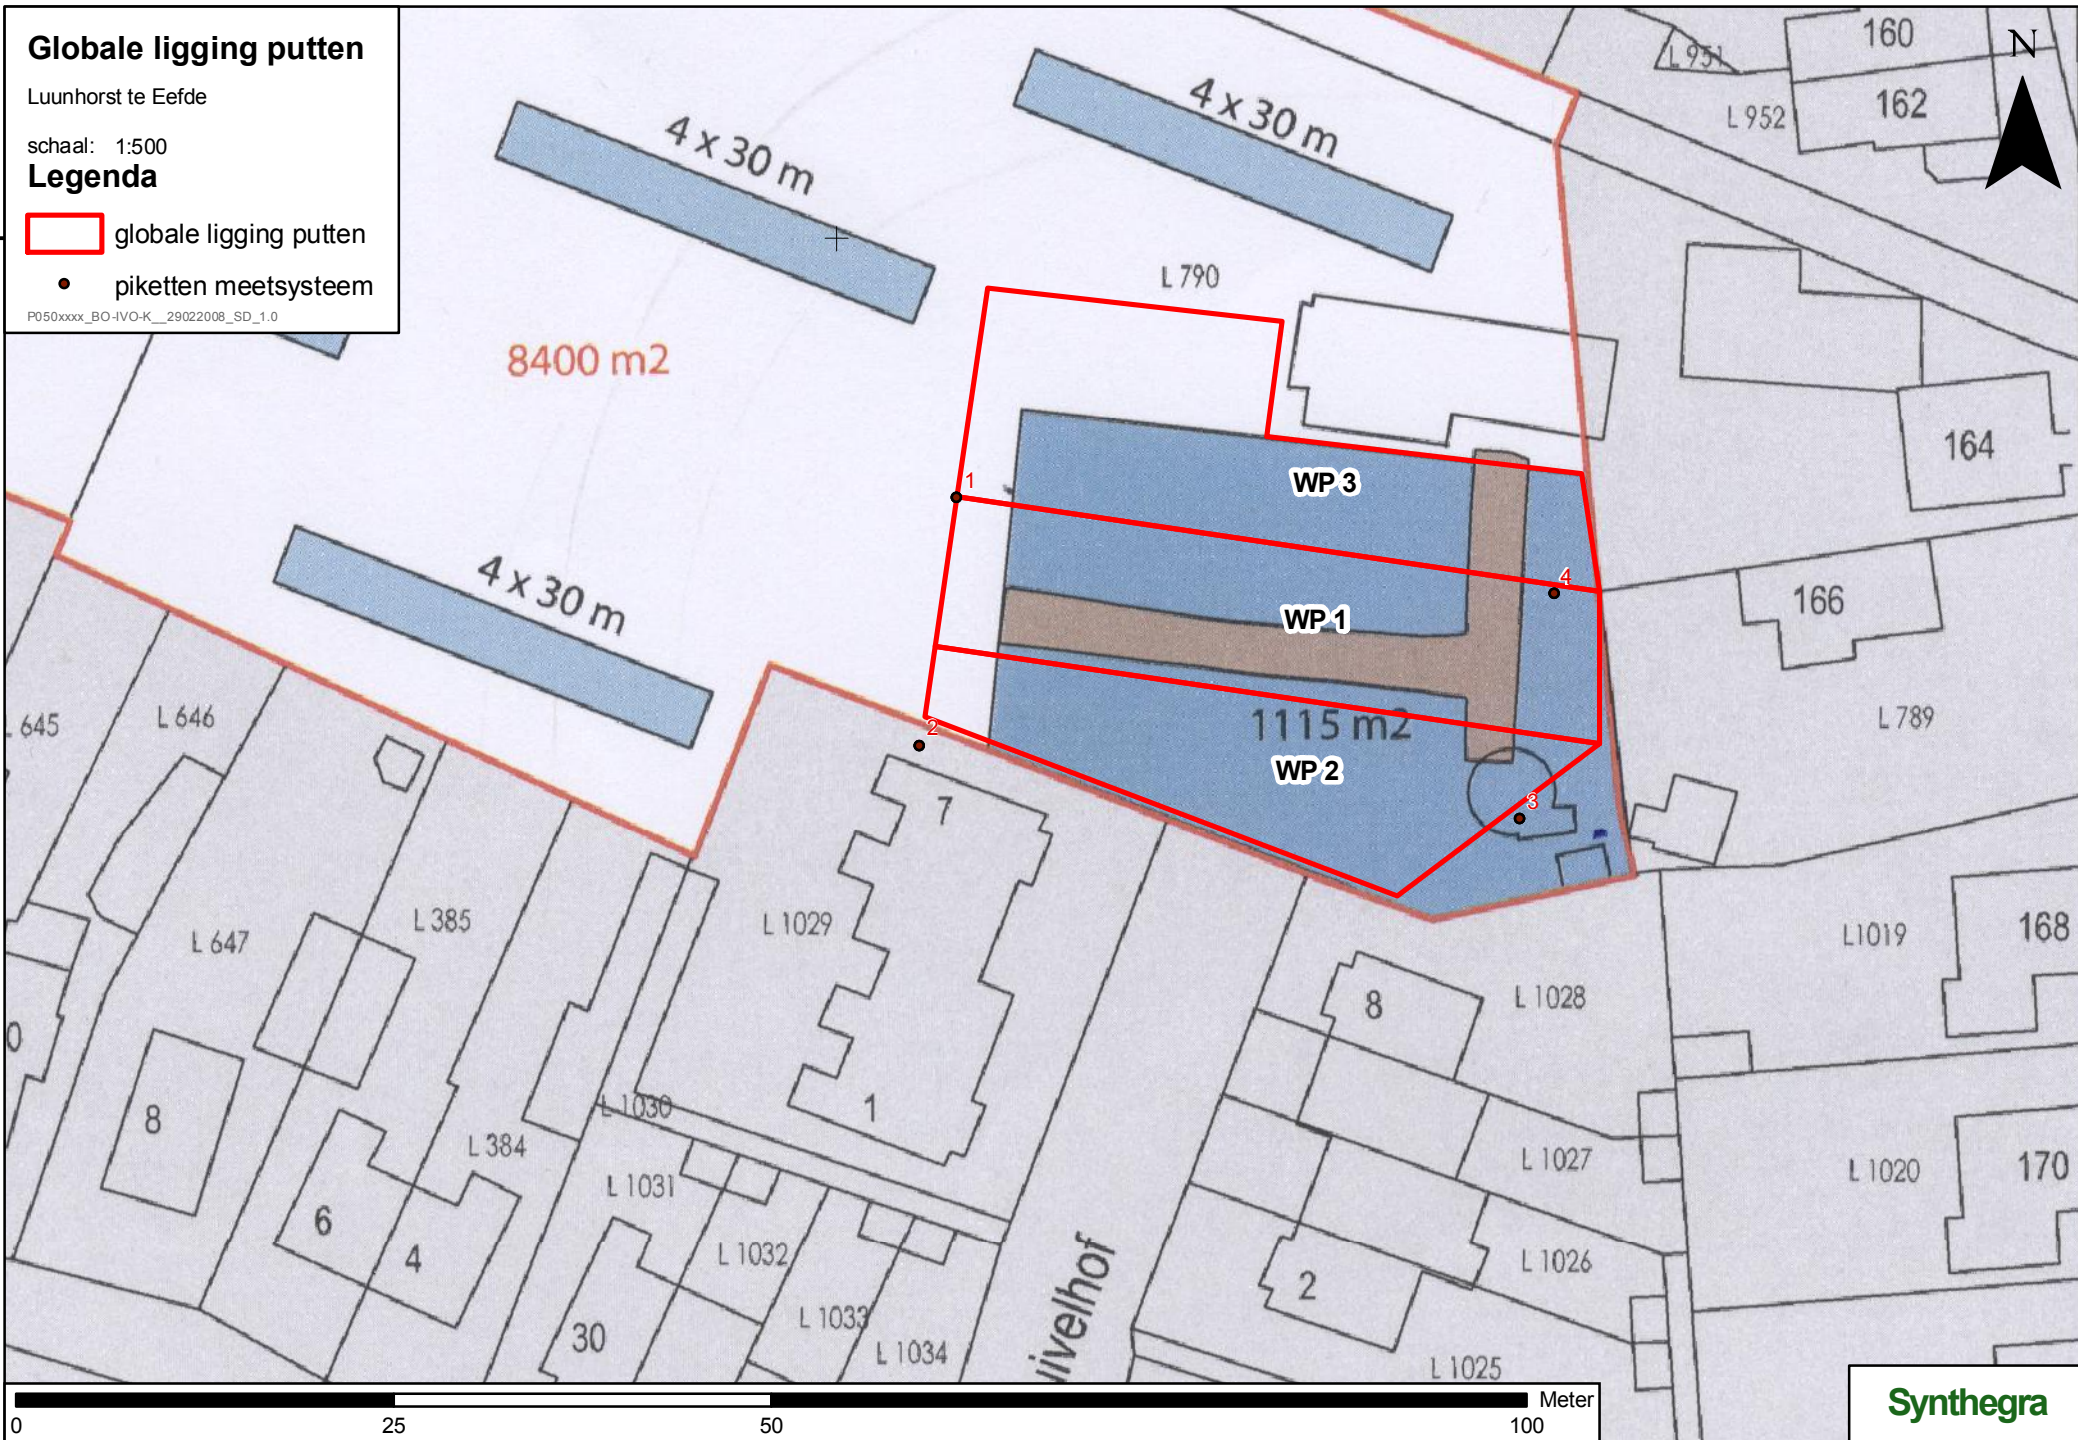 Globale ligging putten
Luunhorst te Eefde
schaal: 1:500
Legenda
globale ligging putten
piketten meetsysteem
P050xxxx_BO-IVO-K__29022008_SD_1.0
N
4 x 30 m
4 x 30 m
4 x 30 m
8400 m2
L 790
L 951
L 952
160
162
164
166
L 789
WP 3
WP 1
1115 m2
WP 2
1
2
3
4
645
L 646
L 647
L 385
L 384
8
6
4
30
L 1029
7
1
L 1030
L 1031
L 1032
L 1033
L 1034
8
2
L 1028
L 1027
L 1026
L 1025
L1019
168
L 1020
170
0
25
50
100
Meter
Synthegra